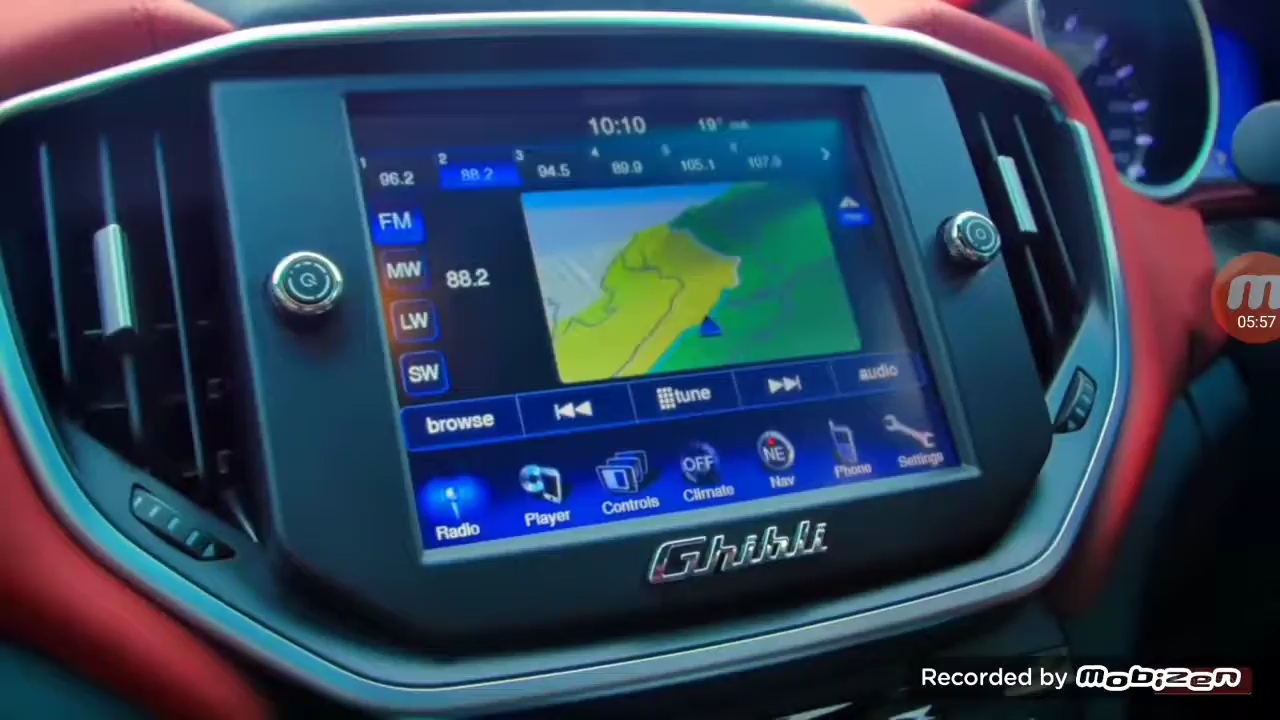 10:10 19°
1 2 3 4 5
96.2 88.2 94.5 89.9 105.1 107.9
FM
MW
88.2
LW
SW
browse tune audio
OFF NE
Radio Player Controls Climate Nav Phone Settings
Ghibli
05:57
Recorded by Mobizen